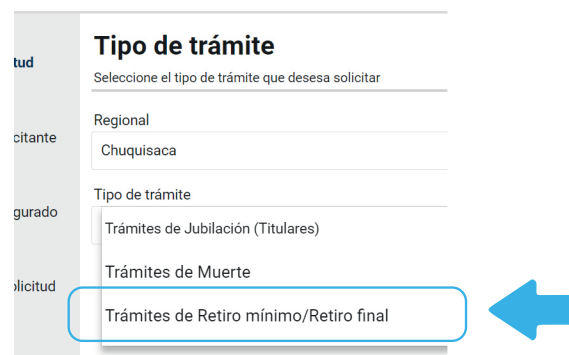 Tipo de trámite
tud
Seleccione el tipo de trámite que desesa solicitar
Regional
citante
Chuquisaca
Tipo de trámite
gurado
Trámites de Jubilación (Titulares)
Trámites de Muerte
olicitud
Trámites de Retiro mínimo/Retiro final